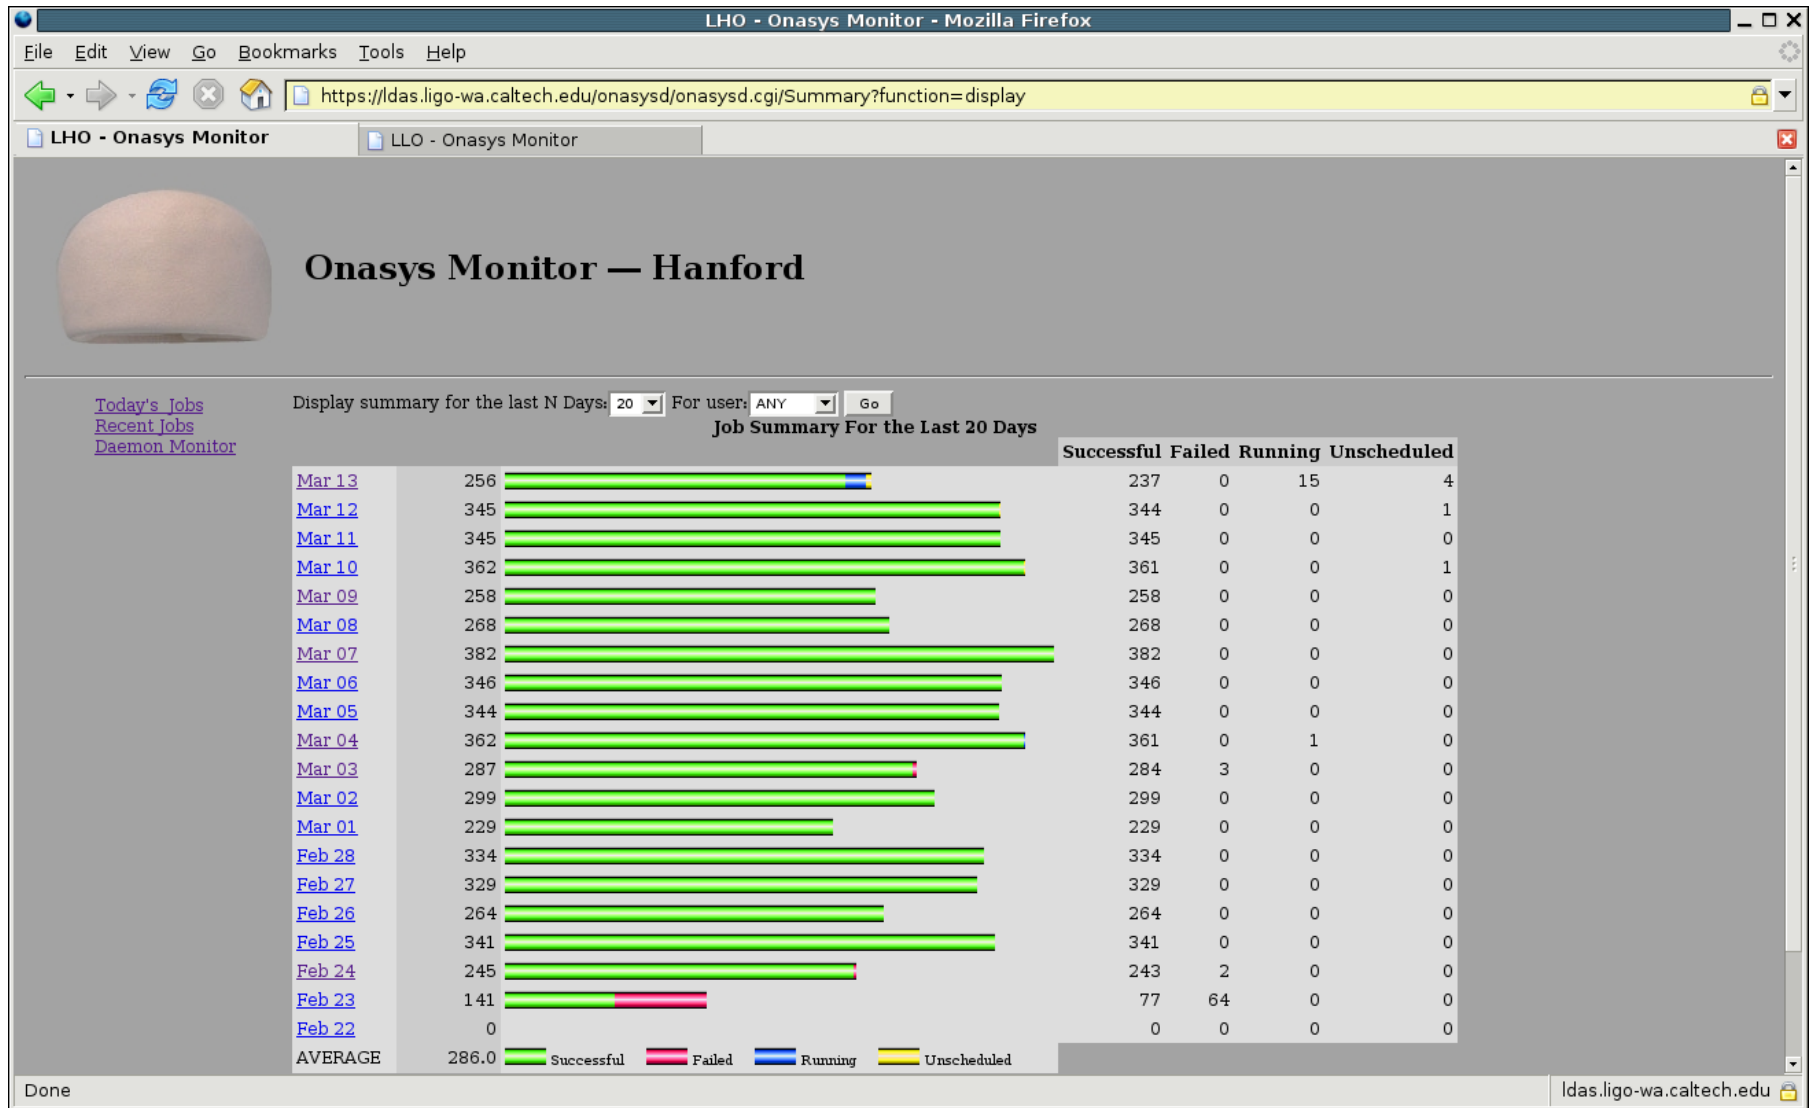 LHO - Onasys Monitor - Mozilla Firefox
File Edit View Go Bookmarks Tools Help
https://ldas.ligo-wa.caltech.edu/onasysd/onasysd.cgi/Summary?function=display
LHO - Onasys Monitor LLO - Onasys Monitor
Onasys Monitor — Hanford
Today's Jobs
Recent Jobs
Daemon Monitor
Display summary for the last N Days: 20 For user: ANY Go
Job Summary For the Last 20 Days
Successful Failed Running Unscheduled
Mar 13 256 237 0 15 4
Mar 12 345 344 0 0 1
Mar 11 345 345 0 0 0
Mar 10 362 361 0 0 1
Mar 09 258 258 0 0 0
Mar 08 268 268 0 0 0
Mar 07 382 382 0 0 0
Mar 06 346 346 0 0 0
Mar 05 344 344 0 0 0
Mar 04 362 361 0 1 0
Mar 03 287 284 3 0 0
Mar 02 299 299 0 0 0
Mar 01 229 229 0 0 0
Feb 28 334 334 0 0 0
Feb 27 329 329 0 0 0
Feb 26 264 264 0 0 0
Feb 25 341 341 0 0 0
Feb 24 245 243 2 0 0
Feb 23 141 77 64 0 0
Feb 22 0 0 0 0 0
AVERAGE 286.0 Successful Failed Running Unscheduled
Done ldas.ligo-wa.caltech.edu